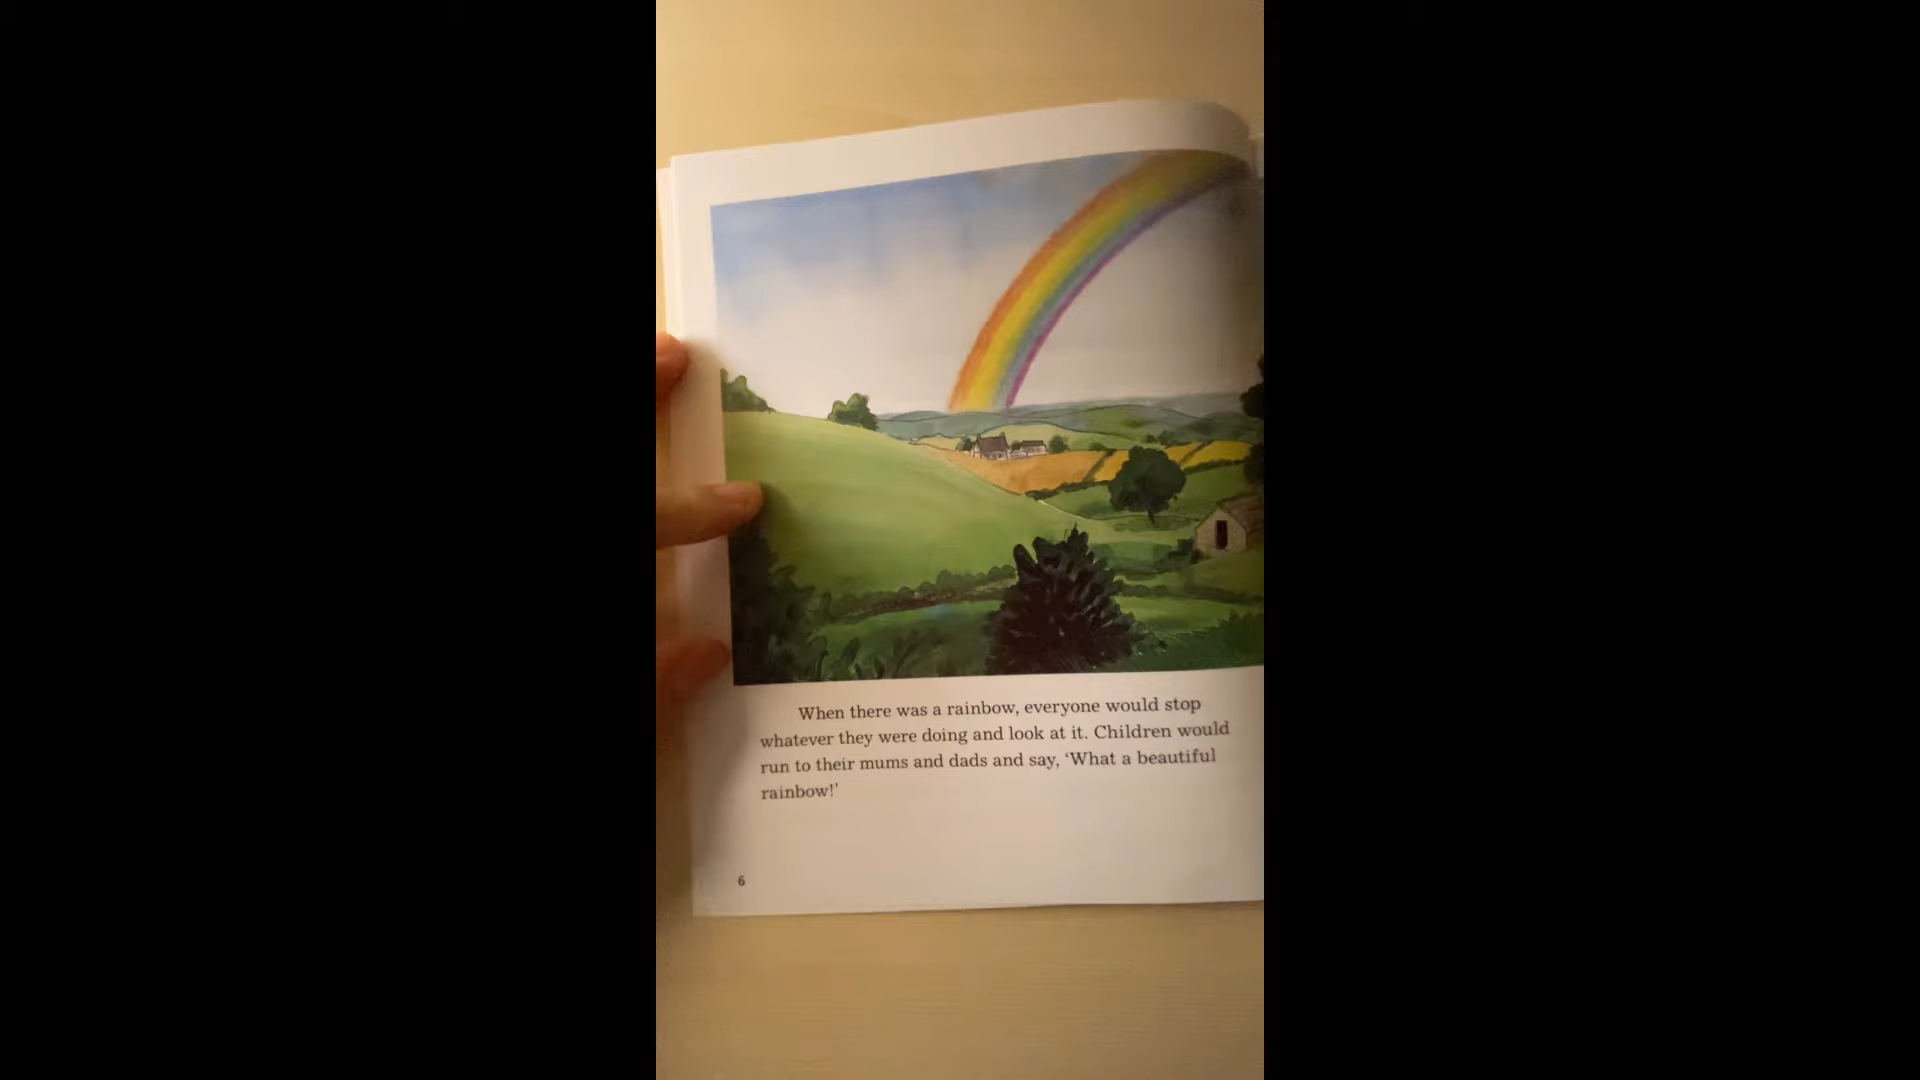 When there was a rainbow, everyone would stop
whatever they were doing and look at it. Children would
run to their mums and dads and say, ‘What a beautiful
rainbow!’
6